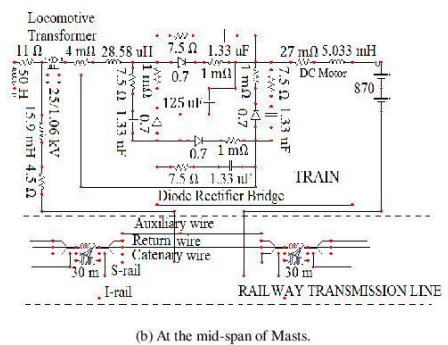 Locomotive
Transformer
11 Ω 4 mΩ 28.58 uH 7.5 Ω 1.33 uF 27 mΩ 5.033 mH
0.7 1 mΩ DC Motor
50 H
25/1.06 kV
7.5 Ω 1.33 uF
1 mΩ
0.7
125 uF
1 mΩ
0.7
7.5 Ω 1.33 uF
870
15.9 mH 4.5 Ω
0.7 1 mΩ
7.5 Ω 1.33 uF
TRAIN
Diode Rectifier Bridge
Auxiliary wire
Return wire
Catenary wire
30 m S-rail 30 m
I-rail RAILWAY TRANSMISSION LINE
(b) At the mid-span of Masts.